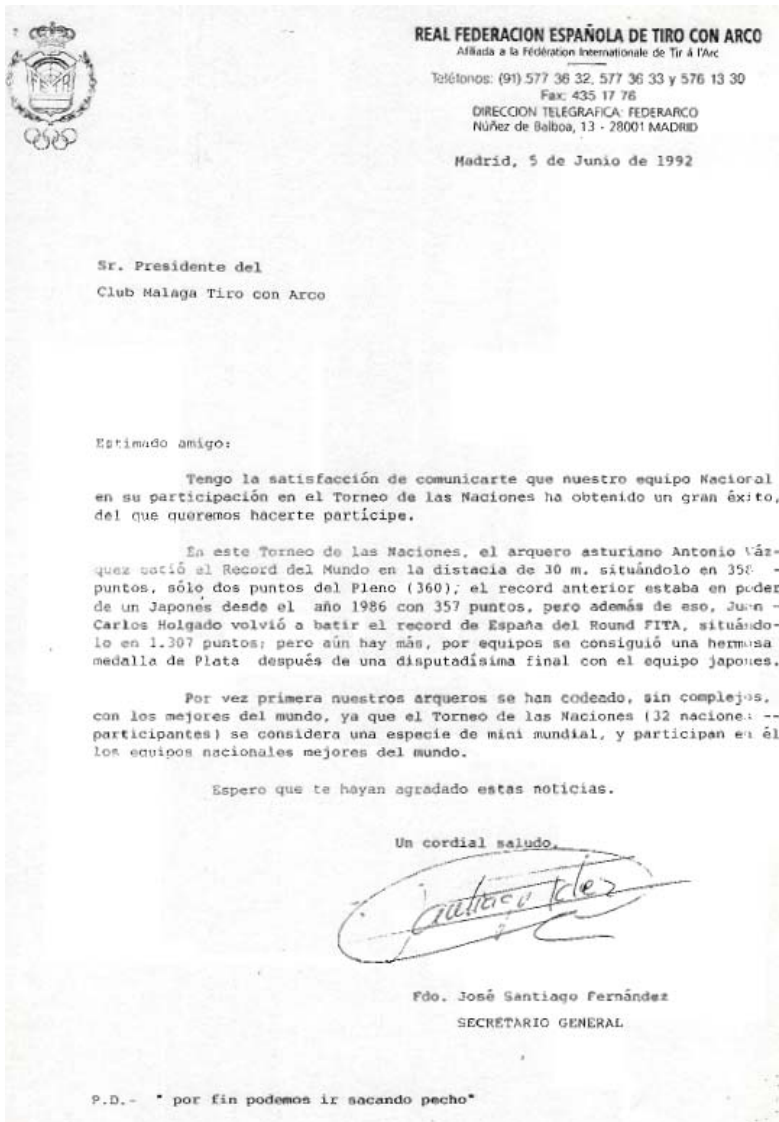 REAL FEDERACION ESPAÑOLA DE TIRO CON ARCO
Afiliada a la Fédération Internationale de Tir á l'Arc
Teléfonos: (91) 577 36 32, 577 36 33 y 576 13 30
Fax: 435 17 76
DIRECCION TELEGRAFICA: FEDERARCO
Núñez de Balboa, 13 - 28001 MADRID
Madrid, 5 de Junio de 1992
Sr. Presidente del
Club Malaga Tiro con Arco
Estimado amigo:
Tengo la satisfacción de comunicarte que nuestro equipo Nacional
en su participación en el Torneo de las Naciones ha obtenido un gran éxito,
del que queremos hacerte partícipe.
En este Torneo de las Naciones, el arquero asturiano Antonio Váz-
quez batió el Record del Mundo en la distacia de 30 m. situándolo en 358 -
puntos, sólo dos puntos del Pleno (360); el record anterior estaba en poder
de un Japonés desde el año 1986 con 357 puntos, pero además de eso, Juan -
Carlos Holgado volvió a batir el record de España del Round FITA, situándo-
lo en 1.307 puntos; pero aún hay más, por equipos se consiguió una hermosa
medalla de Plata después de una disputadísima final con el equipo japones.
Por vez primera nuestros arqueros se han codeado, sin complejos,
con los mejores del mundo, ya que el Torneo de las Naciones (32 naciones --
participantes) se considera una especie de mini mundial, y participan en él
los equipos nacionales mejores del mundo.
Espero que te hayan agradado estas noticias.
Un cordial saludo,
Fdo. José Santiago Fernández
SECRETARIO GENERAL
P.D.- " por fin podemos ir sacando pecho"